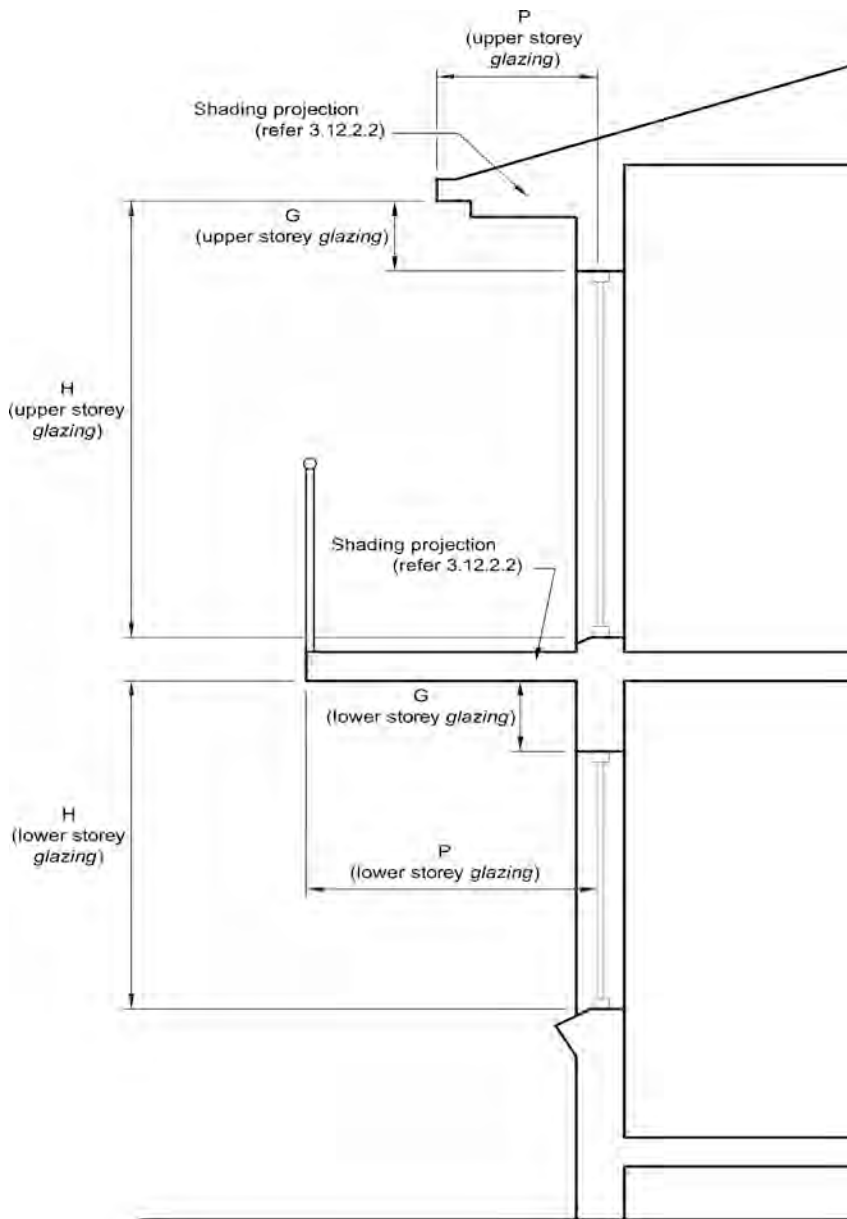 P
(upper storey
glazing)
Shading projection
(refer 3.12.2.2)
G
(upper storey glazing)
H
(upper storey
glazing)
Shading projection
(refer 3.12.2.2)
G
(lower storey glazing)
H
(lower storey
glazing)
P
(lower storey glazing)